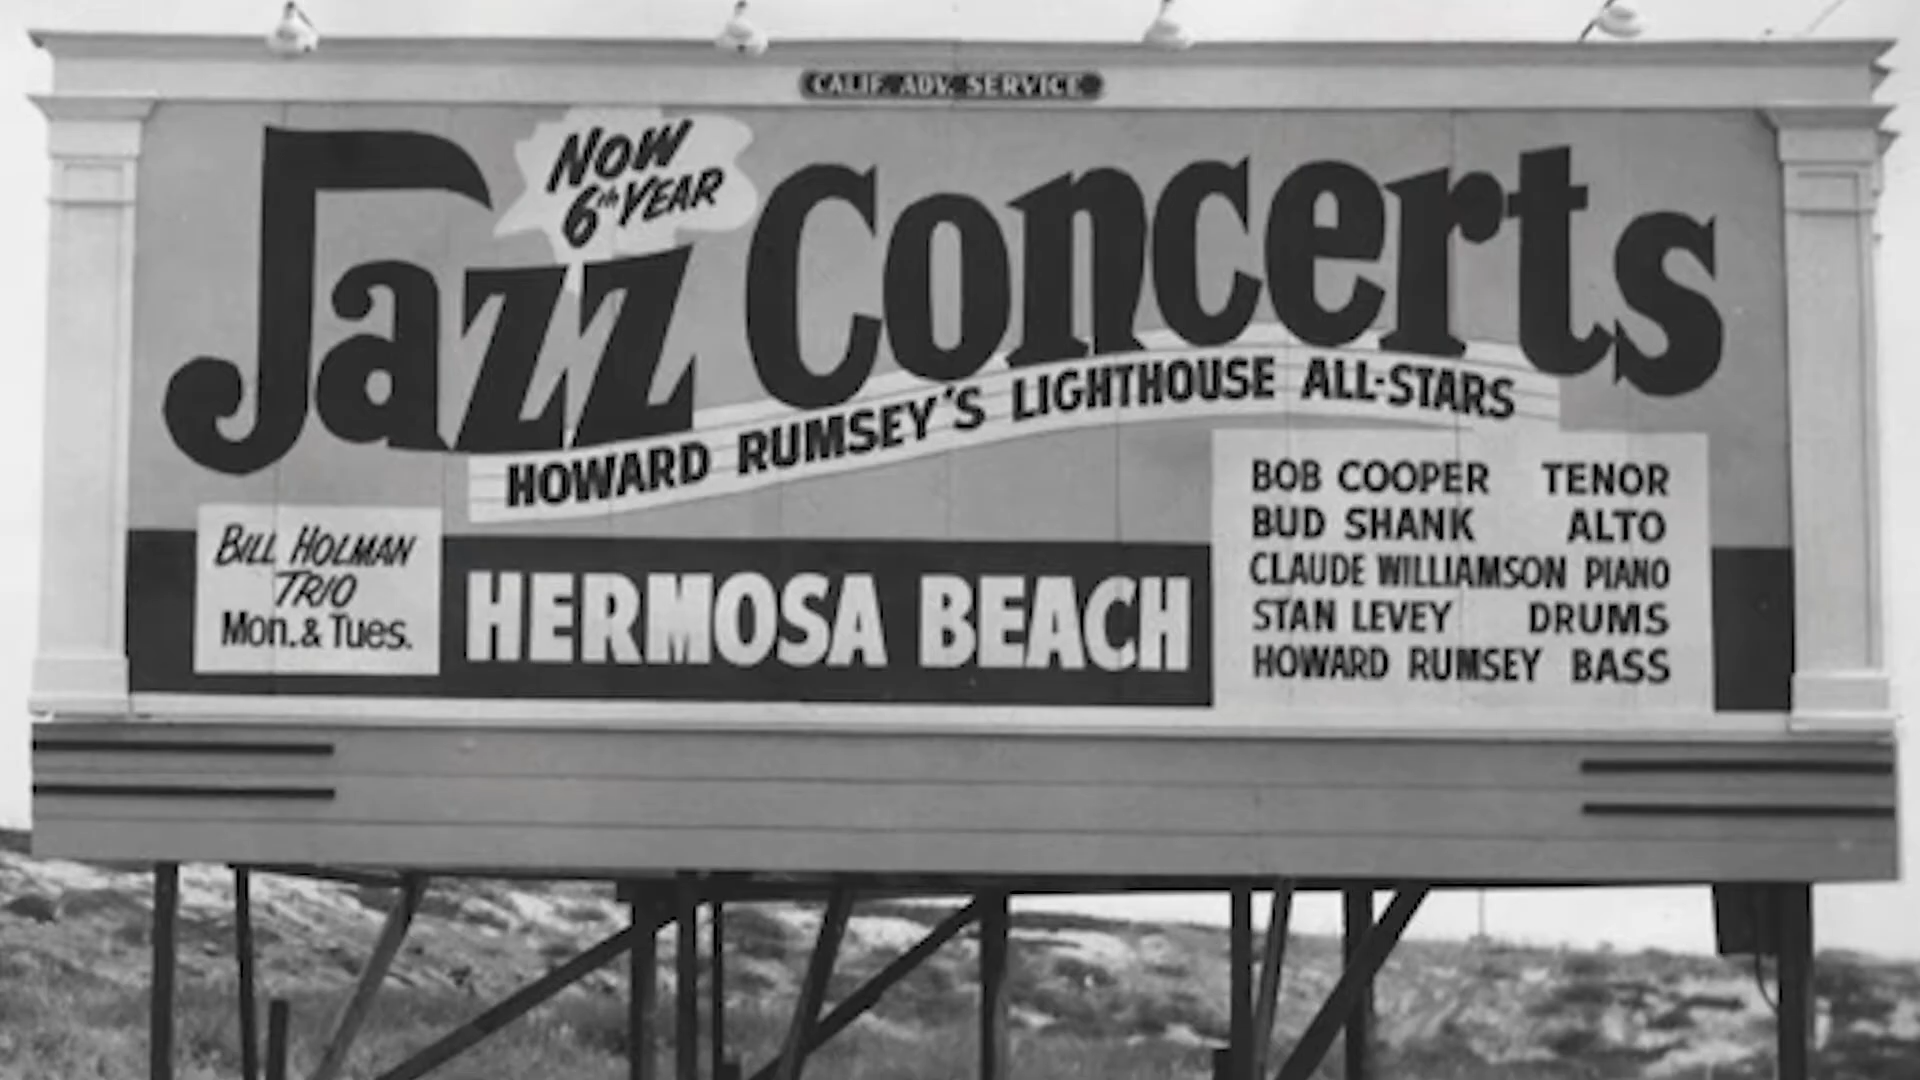 CALIF. ADV. SERVICE
NOW
6th YEAR
Jazz Concerts
HOWARD RUMSEY'S LIGHTHOUSE ALL-STARS
BILL HOLMAN
TRIO
Mon. & Tues.
HERMOSA BEACH
BOB COOPER TENOR
BUD SHANK ALTO
CLAUDE WILLIAMSON PIANO
STAN LEVEY DRUMS
HOWARD RUMSEY BASS